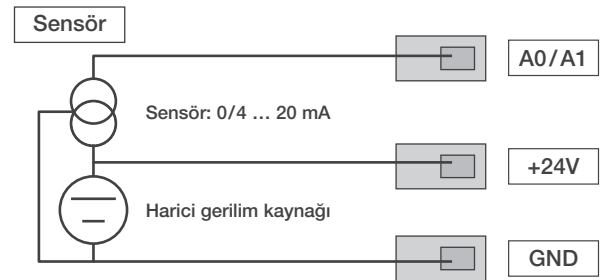 Sensör
A0/A1
Sensör: 0/4 … 20 mA
+24V
Harici gerilim kaynağı
GND